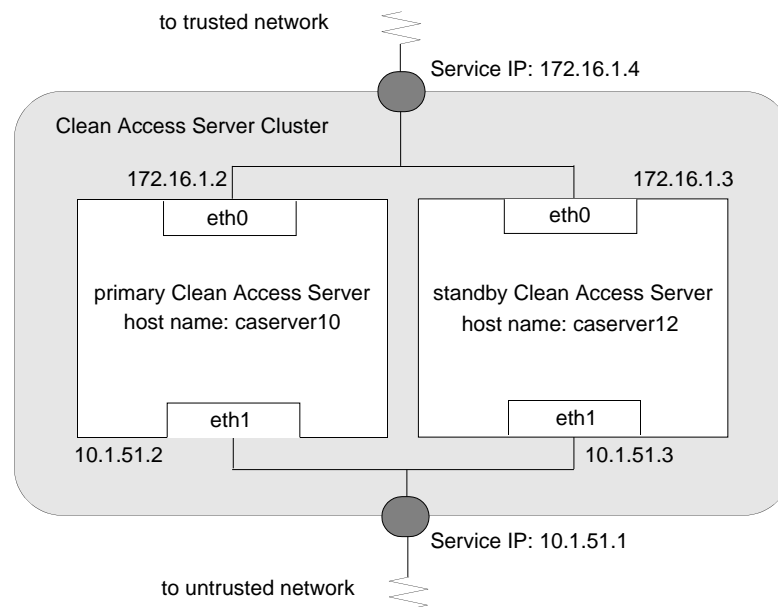 to trusted network
Service IP: 172.16.1.4
Clean Access Server Cluster
172.16.1.2
172.16.1.3
eth0
eth0
primary Clean Access Server
host name: caserver10
standby Clean Access Server
host name: caserver12
eth1
eth1
10.1.51.2
10.1.51.3
Service IP: 10.1.51.1
to untrusted network